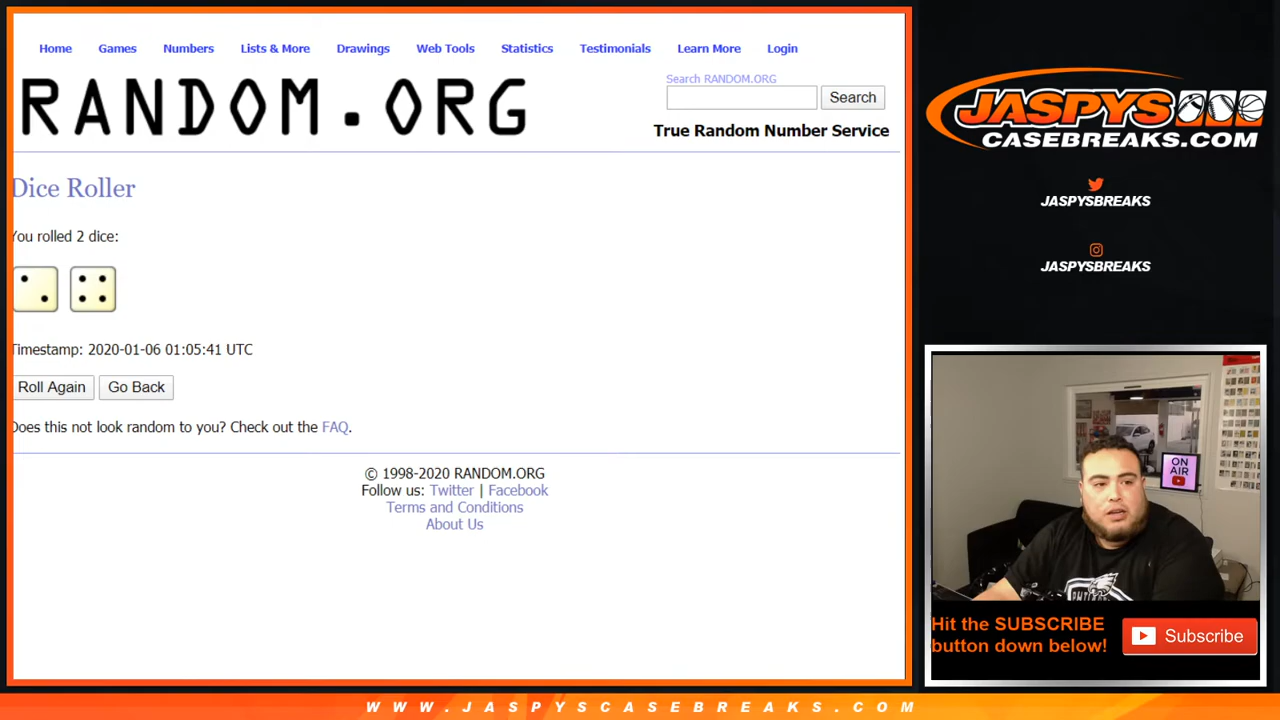 Home Games Numbers Lists & More Drawings Web Tools Statistics Testimonials Learn More Login
RANDOM.ORG
Search RANDOM.ORG
Search
True Random Number Service
Dice Roller
You rolled 2 dice:
Timestamp: 2020-01-06 01:05:41 UTC
Roll Again Go Back
Does this not look random to you? Check out the FAQ.
© 1998-2020 RANDOM.ORG
Follow us: Twitter | Facebook
Terms and Conditions
About Us
JASPYS
CASEBREAKS.COM
JASPYSBREAKS
JASPYSBREAKS
ON
AIR
Hit the SUBSCRIBE
button down below!
Subscribe
WWW.JASPYSCASEBREAKS.COM